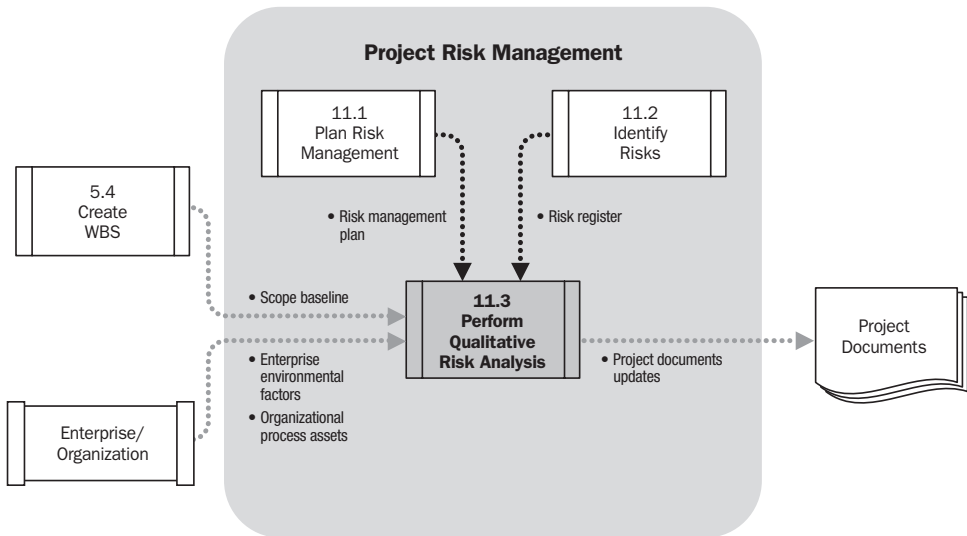 Project Risk Management
11.1
Plan Risk
Management
11.2
Identify
Risks
5.4
Create
WBS
• Risk management
plan
• Risk register
• Scope baseline
11.3
Perform
Qualitative
Risk Analysis
Project
Documents
• Enterprise
environmental
factors
• Organizational
process assets
• Project documents
updates
Enterprise/
Organization